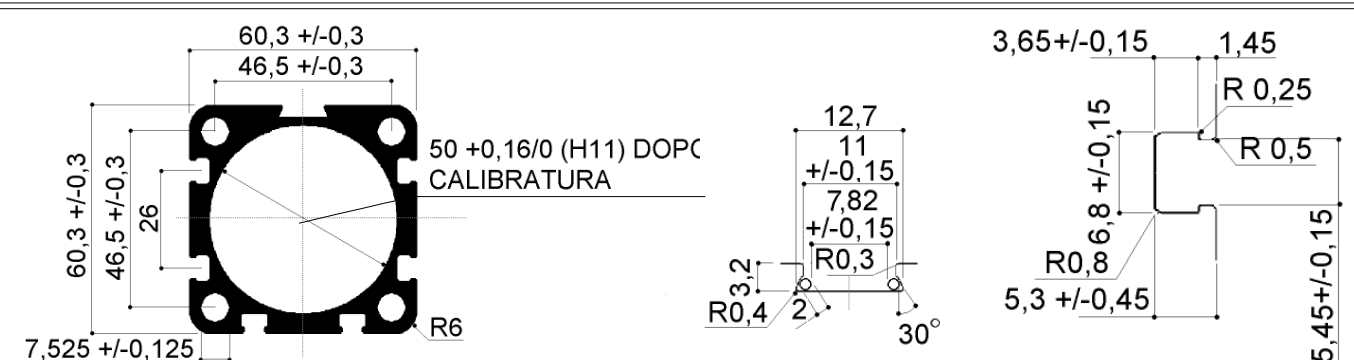 60,3 +/-0,3
46,5 +/-0,3
60,3 +/-0,3
46,5 +/-0,3
26
7,525 +/-0,125
R6
50 +0,16/0 (H11)
CALIBRATURA
12,7
11
+/-0,15
7,82
+/-0,15
R0,3
3,2
R0,4
2
30°
3,65+/-0,15
1,45
R 0,25
6,8 +/-0,15
R 0,5
R0,8
5,3 +/-0,45
5,45+/-0,15